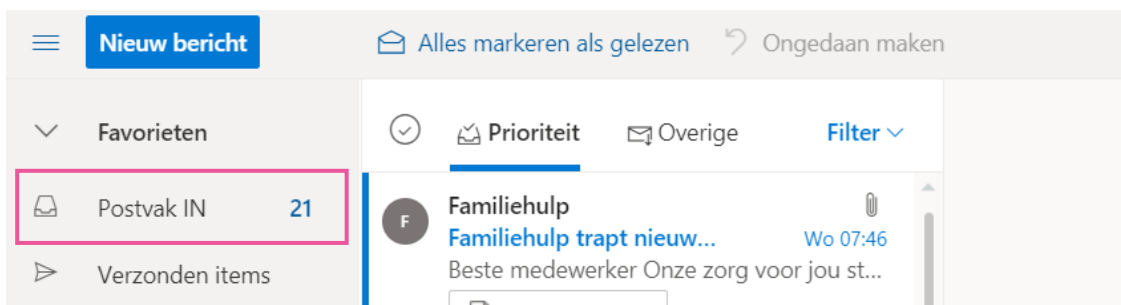 Nieuw bericht
Alles markeren als gelezen
Ongedaan maken
Favorieten
Postvak IN 21
Verzonden items
Prioriteit
Overige
Filter
F
Familiehulp
Familiehulp trapt nieuw... Wo 07:46
Beste medewerker Onze zorg voor jou st...